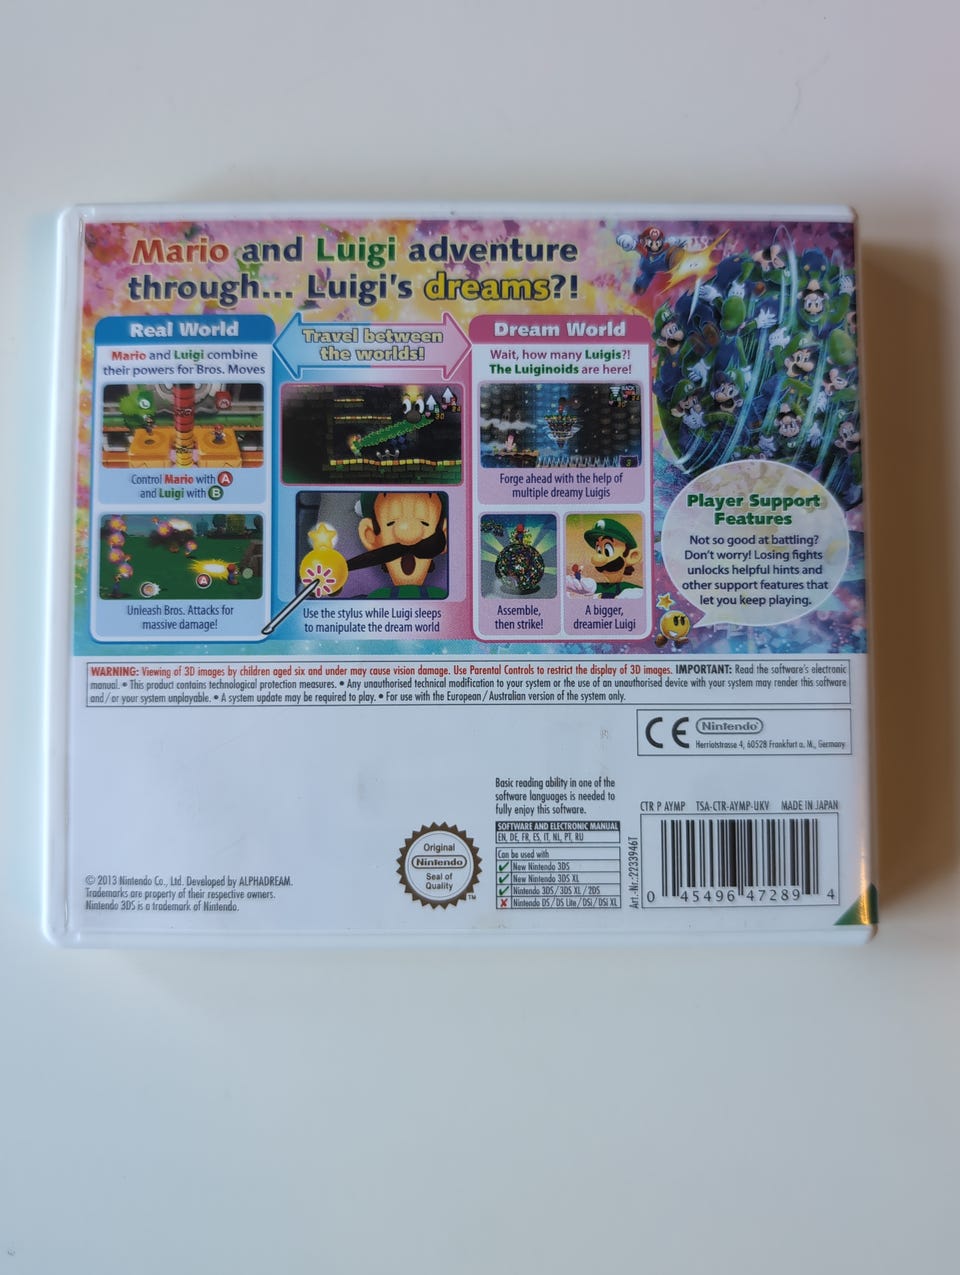 Mario and Luigi adventure
through... Luigi's dreams?!
Real World
Mario and Luigi combine
their powers for Bros. Moves
Control Mario with A
and Luigi with B
A
Unleash Bros. Attacks for
massive damage!
Travel between
the worlds!
Use the stylus while Luigi sleeps
to manipulate the dream world
Dream World
Wait, how many Luigis?!
The Luiginoids are here!
Forge ahead with the help of
multiple dreamy Luigis
Assemble,
then strike!
A bigger,
dreamier Luigi
Player Support
Features
Not so good at battling?
Don't worry! Losing fights
unlocks helpful hints and
other support features that
let you keep playing.
WARNING: Viewing of 3D images by children aged six and under may cause vision damage. Use Parental Controls to restrict the display of 3D images. IMPORTANT: Read the software's electronic
manual. • This product contains technological protection measures. • Any unauthorised technical modification to your system or the use of an unauthorised device with your system may render this software
and/or your system unplayable. • A system update may be required to play. • For use with the European/Australian version of the system only.
CE Nintendo
Herriotstrasse 4, 60528 Frankfurt a. M., Germany
Basic reading ability in one of the
software languages is needed to
fully enjoy this software.
SOFTWARE AND ELECTRONIC MANUAL
EN, DE, FR, ES, IT, NL, PT, RU
Can be used with
New Nintendo 3DS
New Nintendo 3DS XL
Nintendo 3DS/3DS XL/2DS
Nintendo DS/DS Lite/DSi/DSi XL
CTR P AYMP TSA-CTR-AYMP-UKV MADE IN JAPAN
Art.-Nr.: 2233946T
0 45496 47289 4
Original
Nintendo
Seal of
Quality
TM
© 2013 Nintendo Co., Ltd. Developed by ALPHADREAM.
Trademarks are property of their respective owners.
Nintendo 3DS is a trademark of Nintendo.